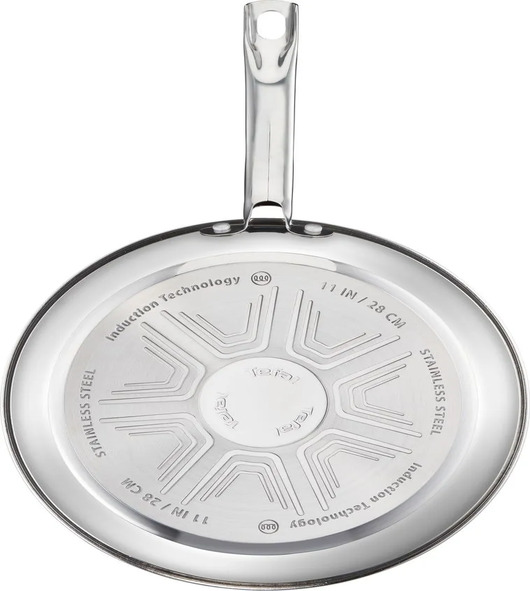 Induction Technology
11 IN / 28 CM
STAINLESS STEEL
Induction Technology
11 IN / 28 CM
STAINLESS STEEL
Tefal
Tefal
Tefal